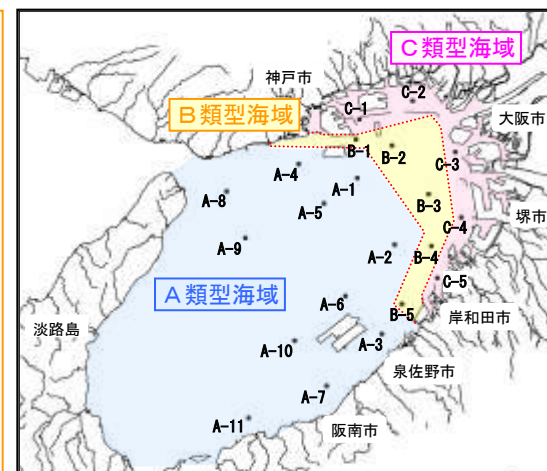 C類型海域
神戸市
C-2
C-1
B類型海域
大阪市
B-1
B-2
C-3
A-4
A-1
A-8
A-5
B-3
C-4
堺市
A-9
A-2
B-4
C-5
A類型海域
A-6
B-5
岸和田市
淡路島
A-10
A-3
泉佐野市
A-7
A-11
阪南市